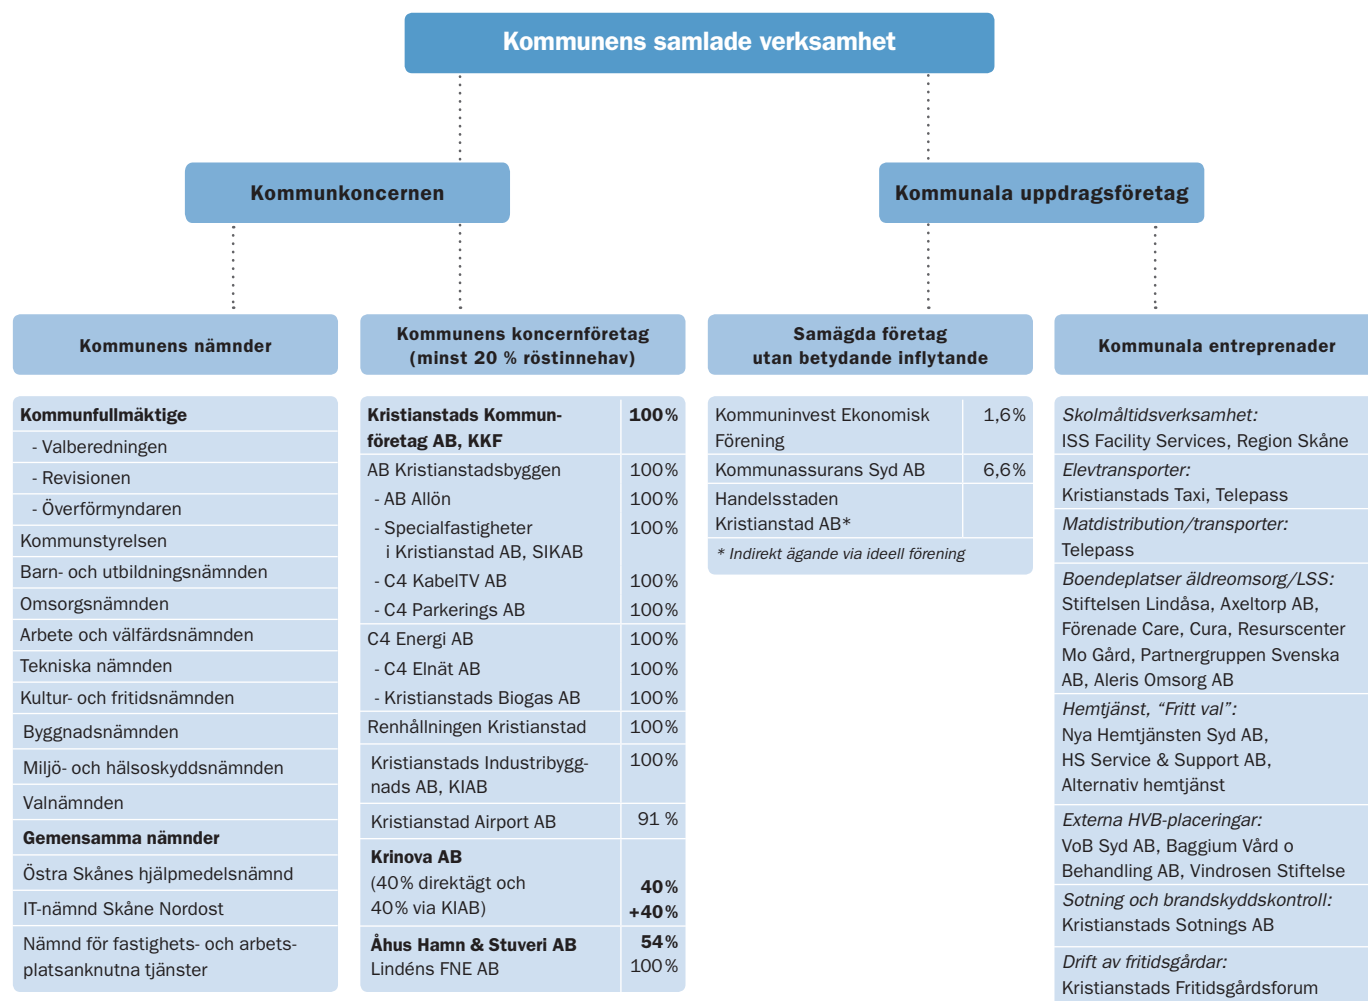 Kommunens samlade verksamhet
Kommunkoncernen
Kommunala uppdragsföretag
Kommunens nämnder
Kommunfullmäktige
- Valberedningen
- Revisionen
- Överförmyndaren
Kommunstyrelsen
Barn- och utbildningsnämnden
Omsorgsnämnden
Arbete och välfärdsnämnden
Tekniska nämnden
Kultur- och fritidsnämnden
Byggnadsnämnden
Miljö- och hälsoskyddsnämnden
Valnämnden
Gemensamma nämnder
Östra Skånes hjälpmedelsnämnd
IT-nämnd Skåne Nordost
Nämnd för fastighets- och arbets-
platsanknutna tjänster
Kommunens koncernföretag
(minst 20 % röstinnehav)
Kristianstads Kommun- 100%
företag AB, KKF
AB Kristianstadsbyggen 100%
- AB Allön 100%
- Specialfastigheter 100%
i Kristianstad AB, SIKAB
- C4 KabelTV AB 100%
- C4 Parkerings AB 100%
C4 Energi AB 100%
- C4 Elnät AB 100%
- Kristianstads Biogas AB 100%
Renhållningen Kristianstad 100%
Kristianstads Industribygg- 100%
nads AB, KIAB
Kristianstad Airport AB 91 %
Krinova AB
(40% direktägt och 40%
40% via KIAB) +40%
Åhus Hamn & Stuveri AB 54%
Lindéns FNE AB 100%
Samägda företag
utan betydande inflytande
Kommuninvest Ekonomisk 1,6%
Förening
Kommunassurans Syd AB 6,6%
Handelsstaden
Kristianstad AB*
* Indirekt ägande via ideell förening
Kommunala entreprenader
Skolmåltidsverksamhet:
ISS Facility Services, Region Skåne
Elevtransporter:
Kristianstads Taxi, Telepass
Matdistribution/transporter:
Telepass
Boendeplatser äldreomsorg/LSS:
Stiftelsen Lindåsa, Axeltorp AB,
Förenade Care, Cura, Resurscenter
Mo Gård, Partnergruppen Svenska
AB, Aleris Omsorg AB
Hemtjänst, "Fritt val":
Nya Hemtjänsten Syd AB,
HS Service & Support AB,
Alternativ hemtjänst
Externa HVB-placeringar:
VoB Syd AB, Baggium Vård o
Behandling AB, Vindrosen Stiftelse
Sotning och brandskyddskontroll:
Kristianstads Sotnings AB
Drift av fritidsgårdar:
Kristianstads Fritidsgårdsforum